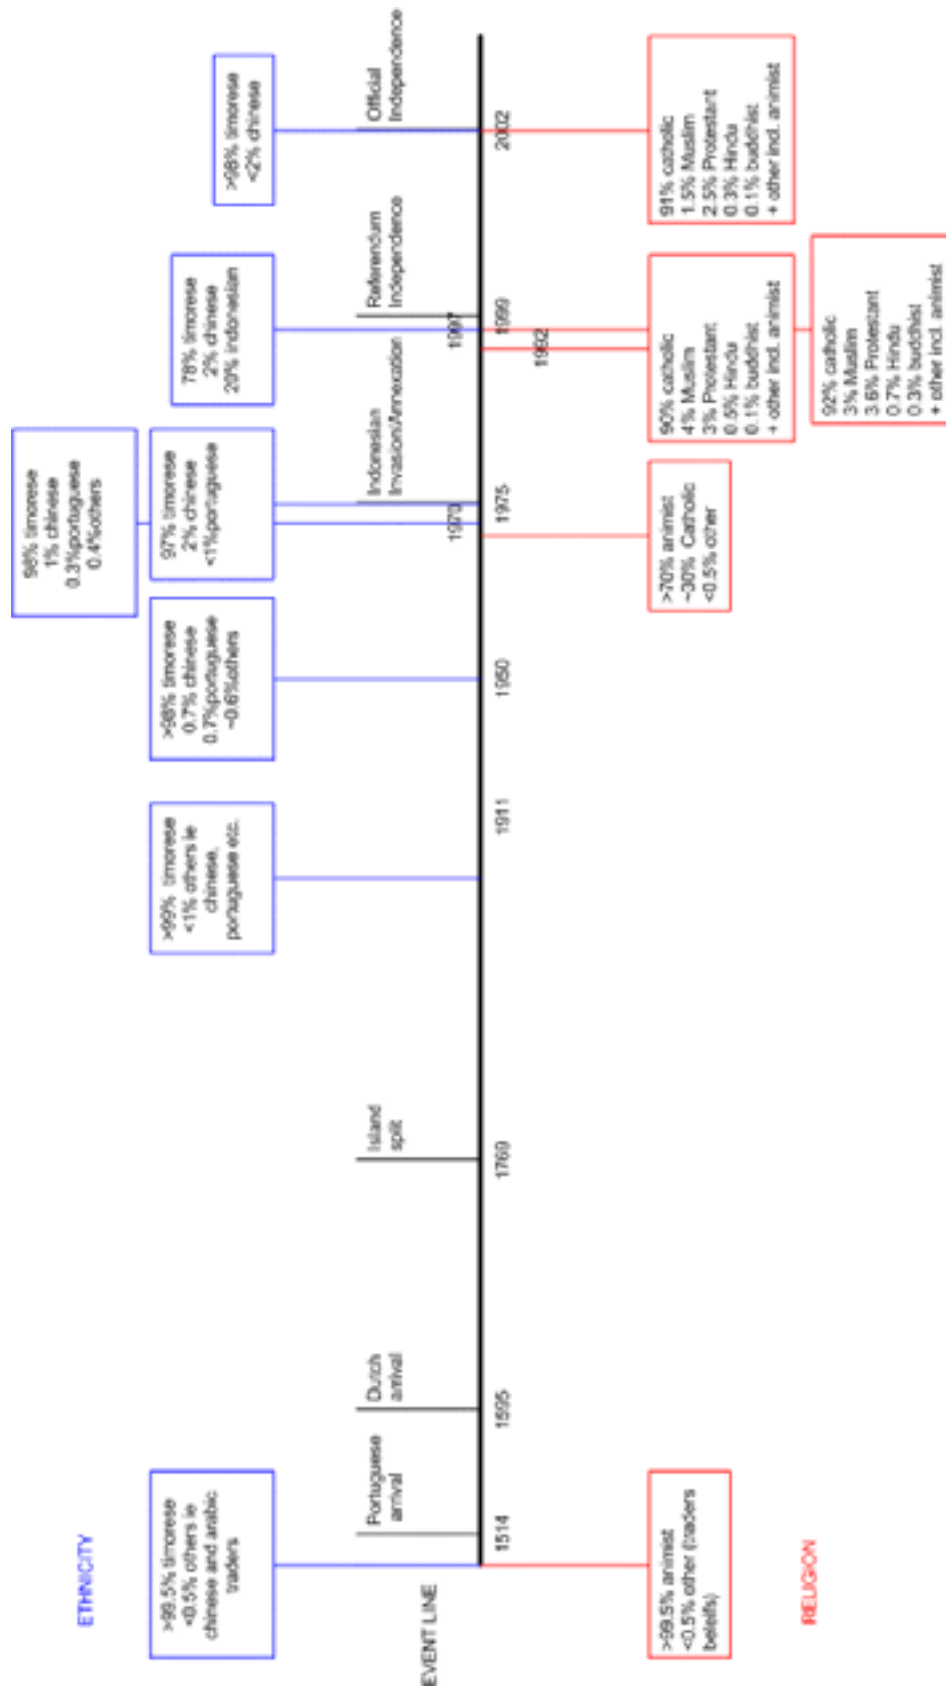 ETHNICITY
>99.5% timorese
<0.5% others ie
chinese and arabic
traders
>99% timorese
<1% others ie
chinese,
portuguese etc.
>98% timorese
0.7% chinese
0.7%portuguese
~0.6%others
98% timorese
1% chinese
0.3%portuguese
0.4%others
97% timorese
2% chinese
<1%portuguese
78% timorese
2% chinese
20% indonesian
>98% timorese
<2% chinese
EVENT LINE
Portuguese
arrival
Dutch
arrival
Island
split
Indonesian
Invasion/Annexation
Referendum
Independence
Official
Independence
1970
1997
1514
1595
1769
1911
1950
1975
1999
2002
1992
RELIGION
>99.5% animist
<0.5% other (traders
beleifs)
>70% animist
~30% Catholic
<0.5% other
90% catholic
4% Muslim
3% Protestant
0.5% Hindu
0.1% buddhist
+ other incl. animist
92% catholic
3% Muslim
3.6% Protestant
0.7% Hindu
0.3% buddhist
+ other incl. animist
91% catholic
1.5% Muslim
2.5% Protestant
0.3% Hindu
0.1% buddhist
+ other incl. animist